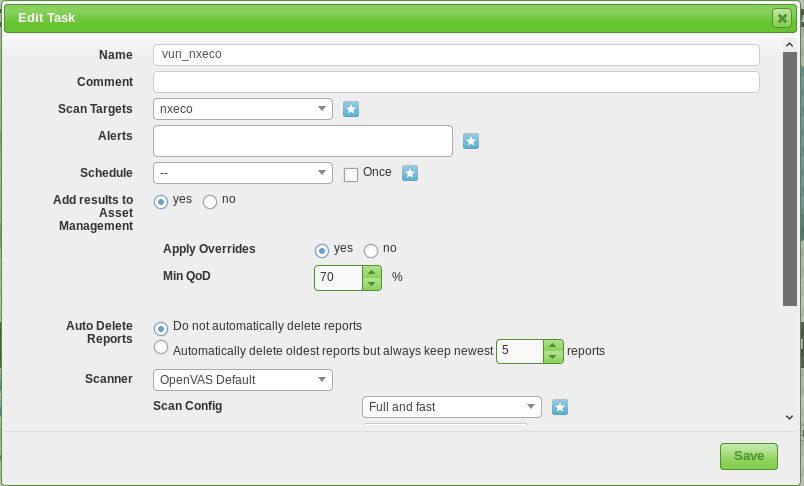 Edit Task
Name vun_nxeco
Comment
Scan Targets nxeco
Alerts
Schedule -- Once
Add results to yes no
Asset
Management
Apply Overrides yes no
Min QoD 70 %
Auto Delete Do not automatically delete reports
Reports Automatically delete oldest reports but always keep newest 5 reports
Scanner OpenVAS Default
Scan Config Full and fast
Save